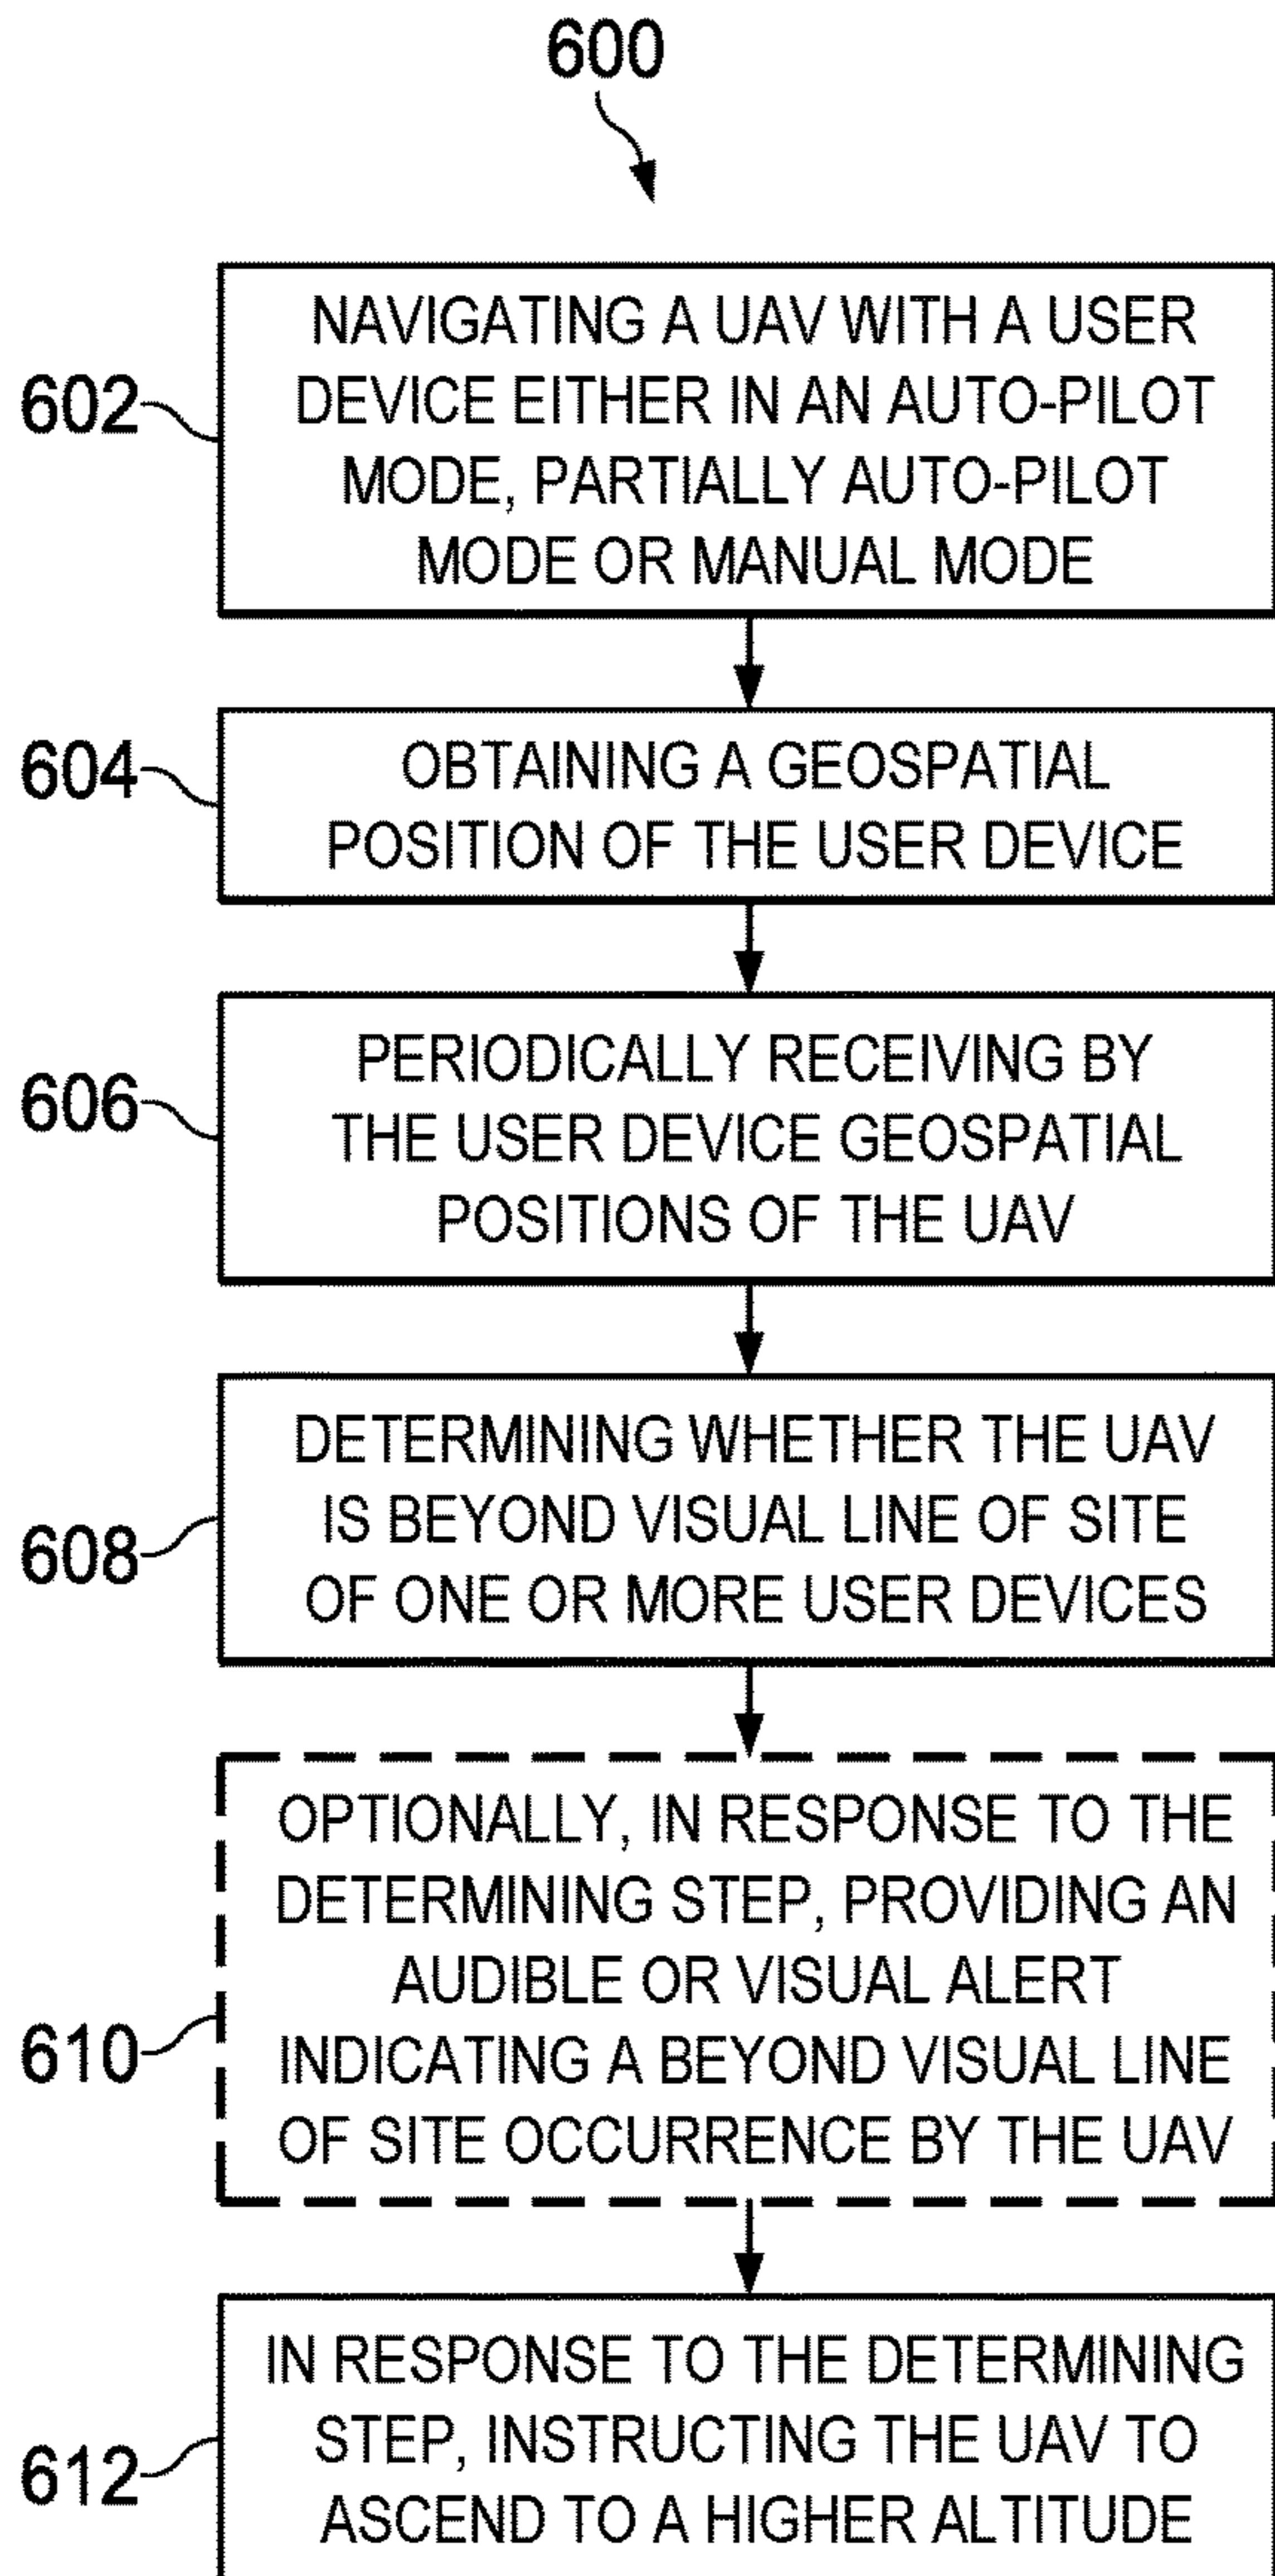 600
602
NAVIGATING A UAV WITH A USER
DEVICE EITHER IN AN AUTO-PILOT
MODE, PARTIALLY AUTO-PILOT
MODE OR MANUAL MODE
604
OBTAINING A GEOSPATIAL
POSITION OF THE USER DEVICE
606
PERIODICALLY RECEIVING BY
THE USER DEVICE GEOSPATIAL
POSITIONS OF THE UAV
608
DETERMINING WHETHER THE UAV
IS BEYOND VISUAL LINE OF SITE
OF ONE OR MORE USER DEVICES
610
OPTIONALLY, IN RESPONSE TO THE
DETERMINING STEP, PROVIDING AN
AUDIBLE OR VISUAL ALERT
INDICATING A BEYOND VISUAL LINE
OF SITE OCCURRENCE BY THE UAV
612
IN RESPONSE TO THE DETERMINING
STEP, INSTRUCTING THE UAV TO
ASCEND TO A HIGHER ALTITUDE